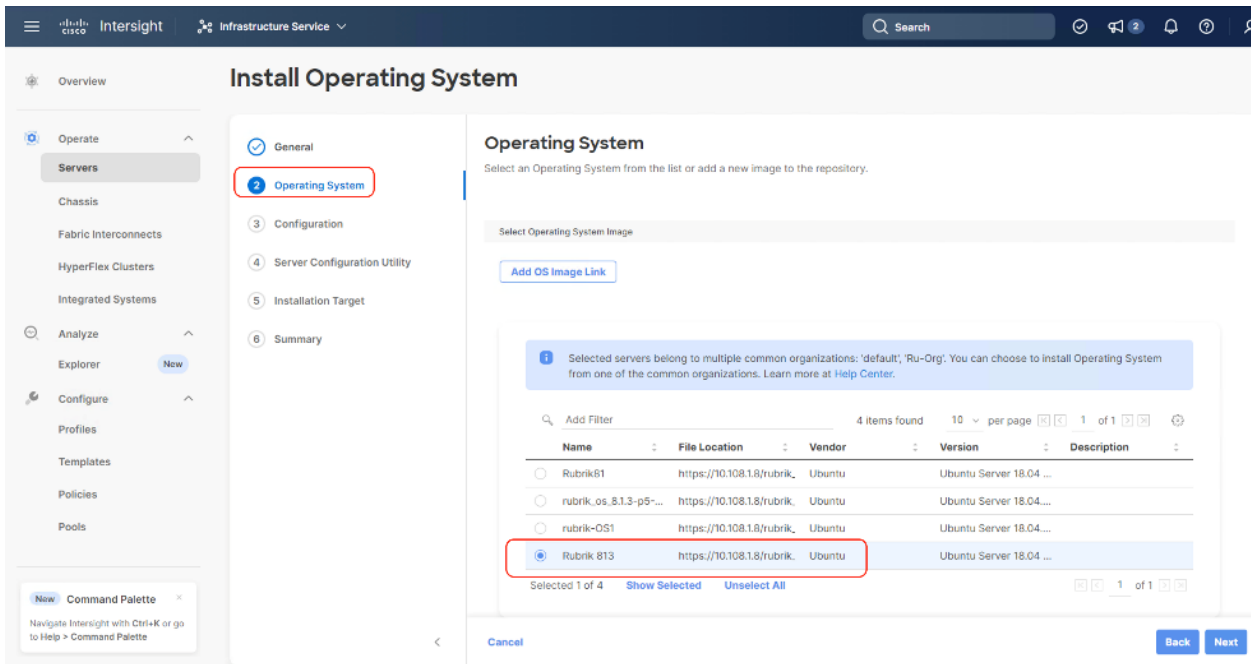 cisco Intersight
Infrastructure Service
Search
2
Overview
Operate
Servers
Chassis
Fabric Interconnects
HyperFlex Clusters
Integrated Systems
Analyze
Explorer New
Configure
Profiles
Templates
Policies
Pools
New Command Palette ×
Navigate Intersight with Ctrl+K or go
to Help > Command Palette
Install Operating System
General
2 Operating System
3 Configuration
4 Server Configuration Utility
5 Installation Target
6 Summary
Operating System
Select an Operating System from the list or add a new image to the repository.
Select Operating System Image
Add OS Image Link
Selected servers belong to multiple common organizations: 'default', 'Ru-Org'. You can choose to install Operating System
from one of the common organizations. Learn more at Help Center.
Add Filter 4 items found 10 per page 1 of 1
Name File Location Vendor Version Description
Rubrik81 https://10.108.1.8/rubrik_ Ubuntu Ubuntu Server 18.04 ...
rubrik_os_8.1.3-p5-... https://10.108.1.8/rubrik_ Ubuntu Ubuntu Server 18.04....
rubrik-OS1 https://10.108.1.8/rubrik_ Ubuntu Ubuntu Server 18.04....
Rubrik 813 https://10.108.1.8/rubrik_ Ubuntu Ubuntu Server 18.04 ...
Selected 1 of 4 Show Selected Unselect All 1 of 1
Cancel Back Next